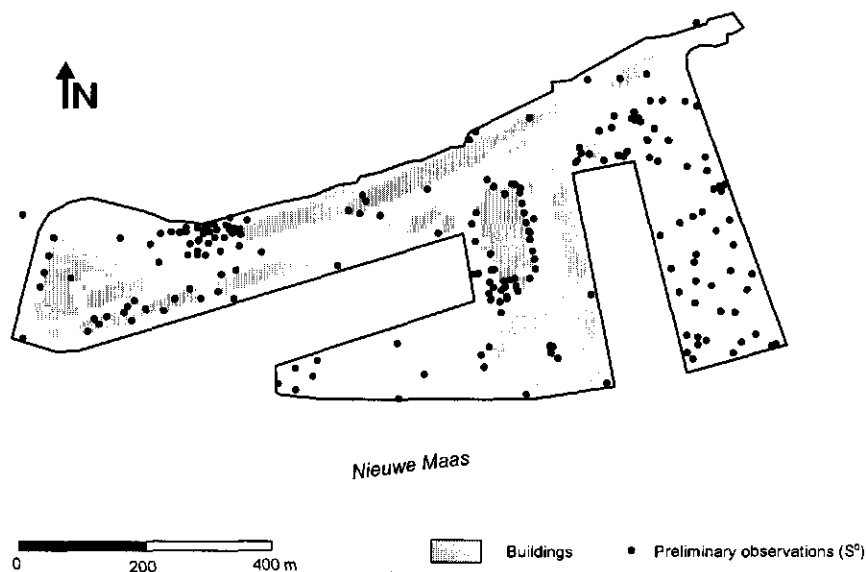 N
Nieuwe Maas
0 200 400 m
Buildings
Preliminary observations (S⁰)